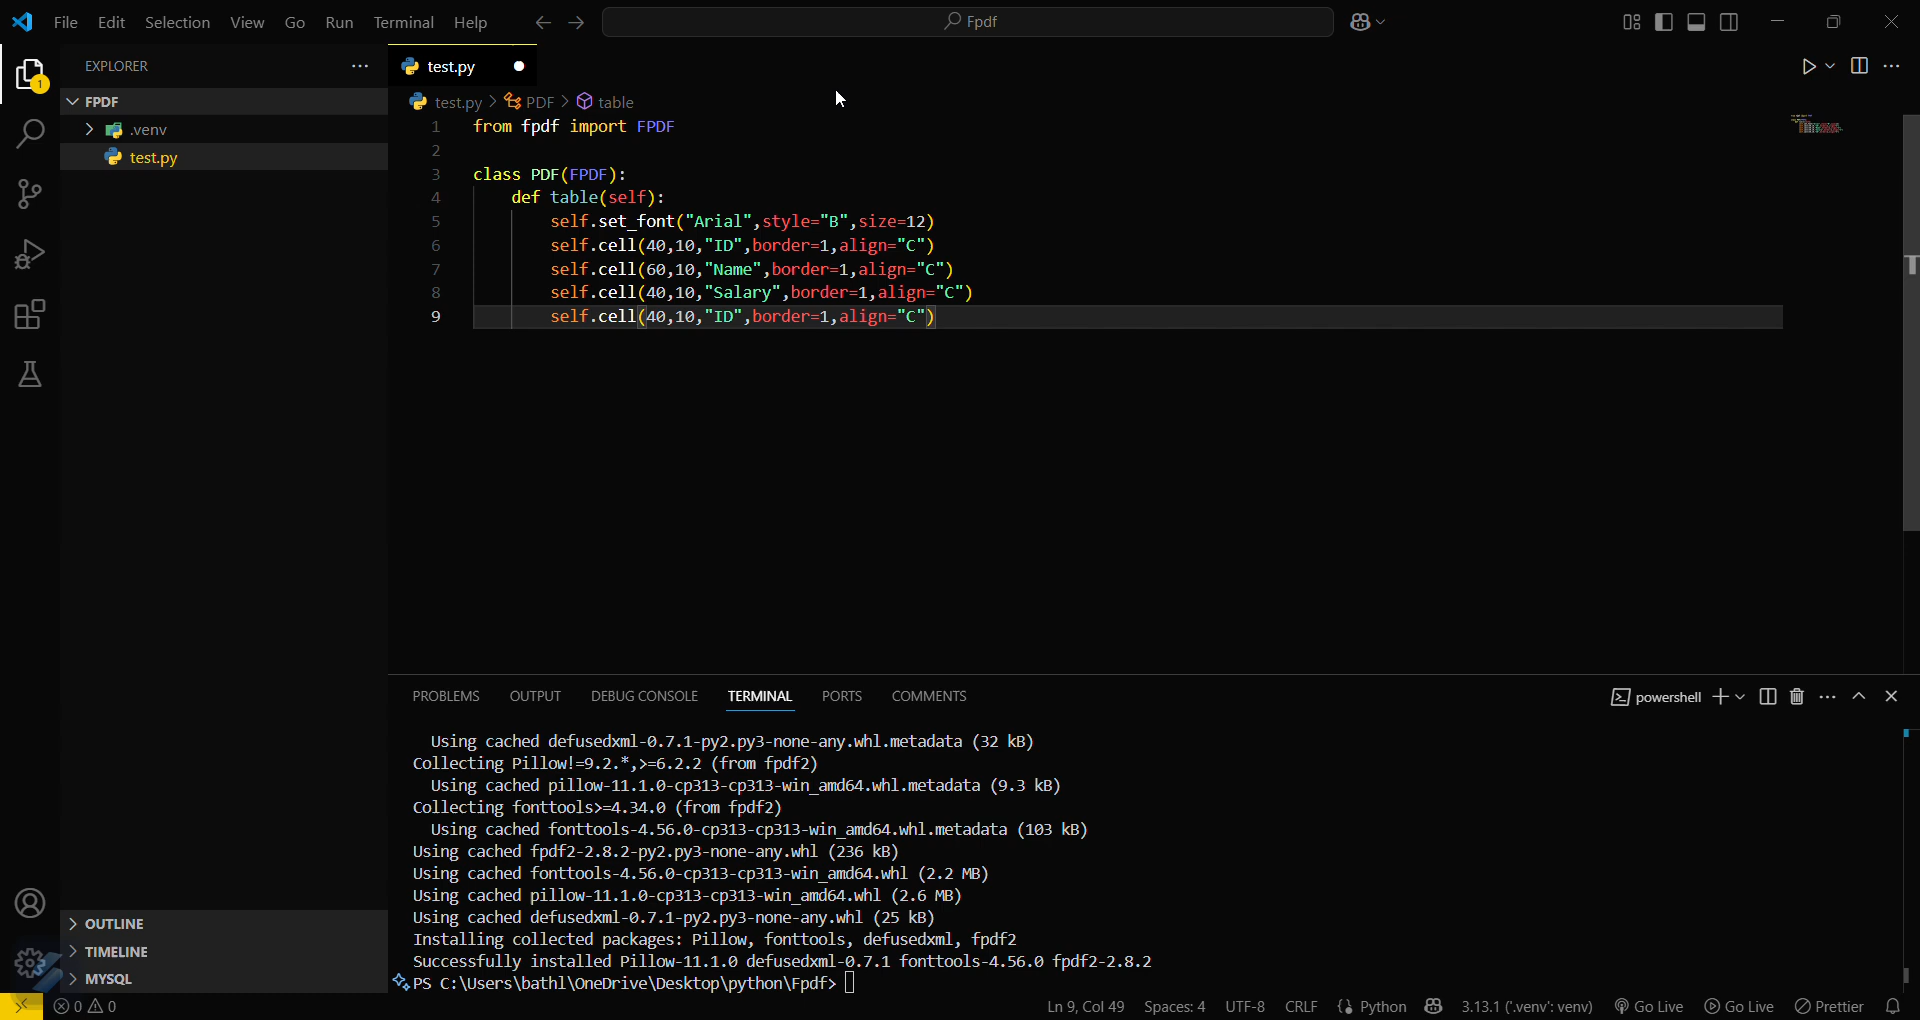 File Edit Selection View Go Run Terminal Help
Fpdf
EXPLORER
1
FPDF
.venv
test.py
OUTLINE
TIMELINE
MYSQL
test.py
test.py > PDF > table
1 from fpdf import FPDF
2
3 class PDF(FPDF):
4 def table(self):
5 self.set_font("Arial",style="B",size=12)
6 self.cell(40,10,"ID",border=1,align="C")
7 self.cell(60,10,"Name",border=1,align="C")
8 self.cell(40,10,"Salary",border=1,align="C")
9 self.cell(40,10,"ID",border=1,align="C")
PROBLEMS OUTPUT DEBUG CONSOLE TERMINAL PORTS COMMENTS
powershell
Using cached defusedxml-0.7.1-py2.py3-none-any.whl.metadata (32 kB)
Collecting Pillow!=9.2.*,>=6.2.2 (from fpdf2)
Using cached pillow-11.1.0-cp313-cp313-win_amd64.whl.metadata (9.3 kB)
Collecting fonttools>=4.34.0 (from fpdf2)
Using cached fonttools-4.56.0-cp313-cp313-win_amd64.whl.metadata (103 kB)
Using cached fpdf2-2.8.2-py2.py3-none-any.whl (236 kB)
Using cached fonttools-4.56.0-cp313-cp313-win_amd64.whl (2.2 MB)
Using cached pillow-11.1.0-cp313-cp313-win_amd64.whl (2.6 MB)
Using cached defusedxml-0.7.1-py2.py3-none-any.whl (25 kB)
Installing collected packages: Pillow, fonttools, defusedxml, fpdf2
Successfully installed Pillow-11.1.0 defusedxml-0.7.1 fonttools-4.56.0 fpdf2-2.8.2
PS C:\Users\bathl\OneDrive\Desktop\python\Fpdf>
0 0 Ln 9, Col 49 Spaces: 4 UTF-8 CRLF Python 3.13.1 ('.venv': venv) Go Live Go Live Prettier